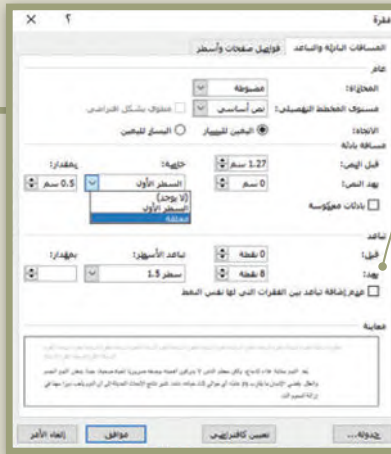 فقرة
؟ ×
المسافات البادئة والتباعد فواصل صفحات وأسطر
عام
المحاذاة: مضبوطة
مستوى المخطط التفصيلي: نص أساسي مطوي بشكل افتراضي
الاتجاه: اليمين لليسار اليسار لليمين
مسافة بادئة
قبل النص: 1.27 سم خاصة: بمقدار:
بعد النص: 0 سم السطر الأول 0.5 سم
(لا يوجد)
السطر الأول
معلقة
بادئات معكوسة
تباعد
قبل: 0 نقطة تباعد الأسطر: بمقدار:
بعد: 8 نقطة سطر 1.5
عدم إضافة تباعد بين الفقرات التي لها نفس النمط
معاينة
جدولة... تعيين كافتراضي موافق إلغاء الأمر